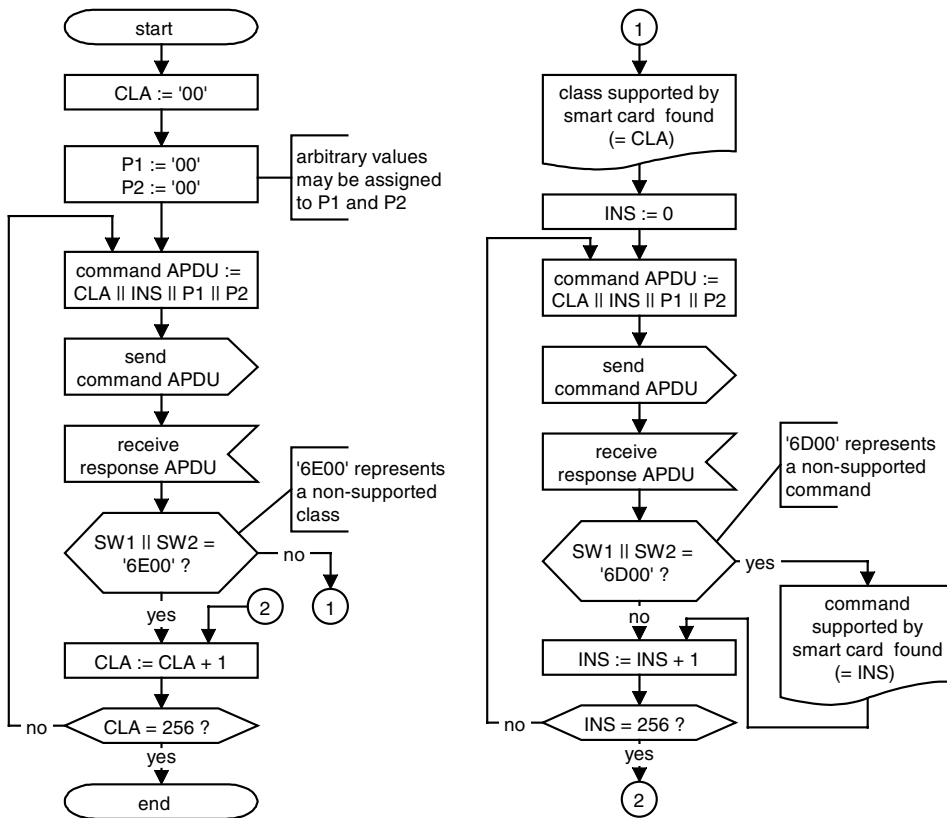 start
CLA := '00'
P1 := '00'
P2 := '00'
arbitrary values
may be assigned
to P1 and P2
command APDU :=
CLA || INS || P1 || P2
send
command APDU
receive
response APDU
'6E00' represents
a non-supported
class
SW1 || SW2 =
'6E00' ?
no
1
yes
2
CLA := CLA + 1
CLA = 256 ?
no
yes
end
1
class supported by
smart card found
(= CLA)
INS := 0
command APDU :=
CLA || INS || P1 || P2
send
command APDU
receive
response APDU
'6D00' represents
a non-supported
command
SW1 || SW2 =
'6D00' ?
yes
no
command
supported by
smart card found
(= INS)
INS := INS + 1
INS = 256 ?
no
yes
2